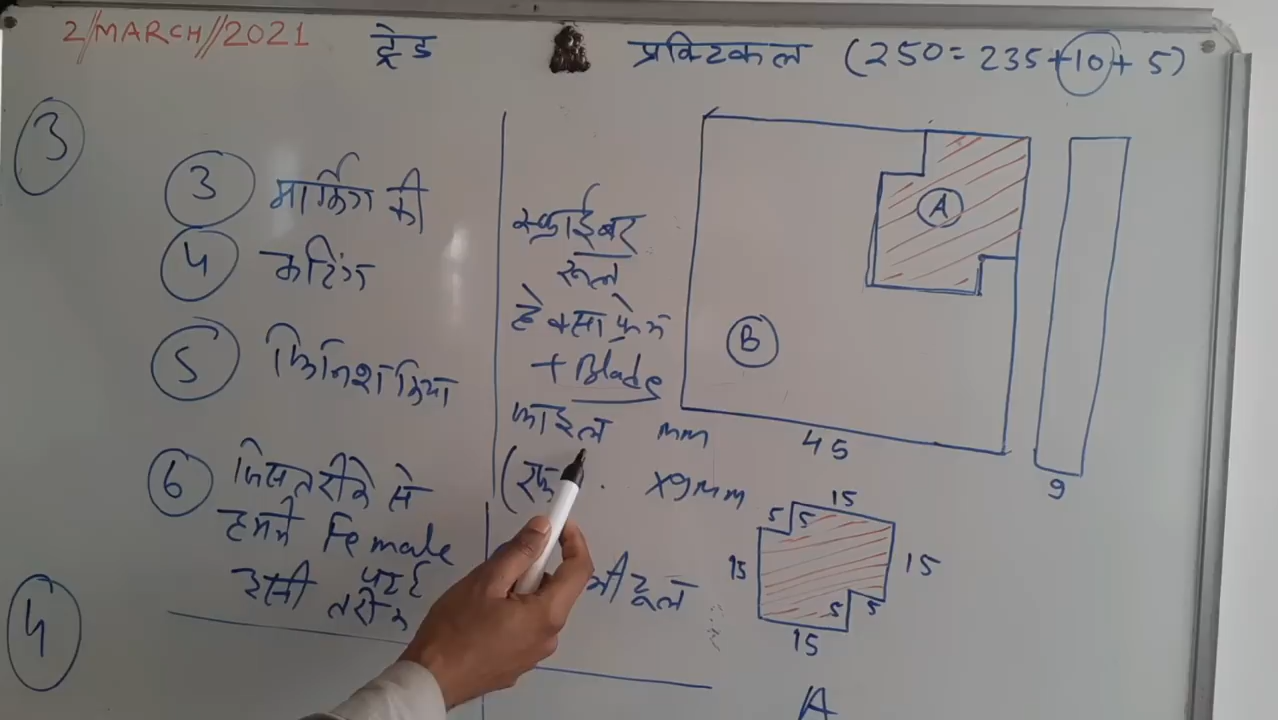 2/MARCH//2021 ट्रेड प्रक्टिकल (250 = 235+10+ 5)
3
3 मार्किंग की
4 कटिंग
5 फिनिश किया
6 जिस तरीके से
हमने Female
इसी तरीके
4
स्क्राईबर
रूल
हैक्सा फ्रेम
+ Blade
फाइल
mm
x9mm
A
B
45
9
15
5 5
15 15
5 5
15
A